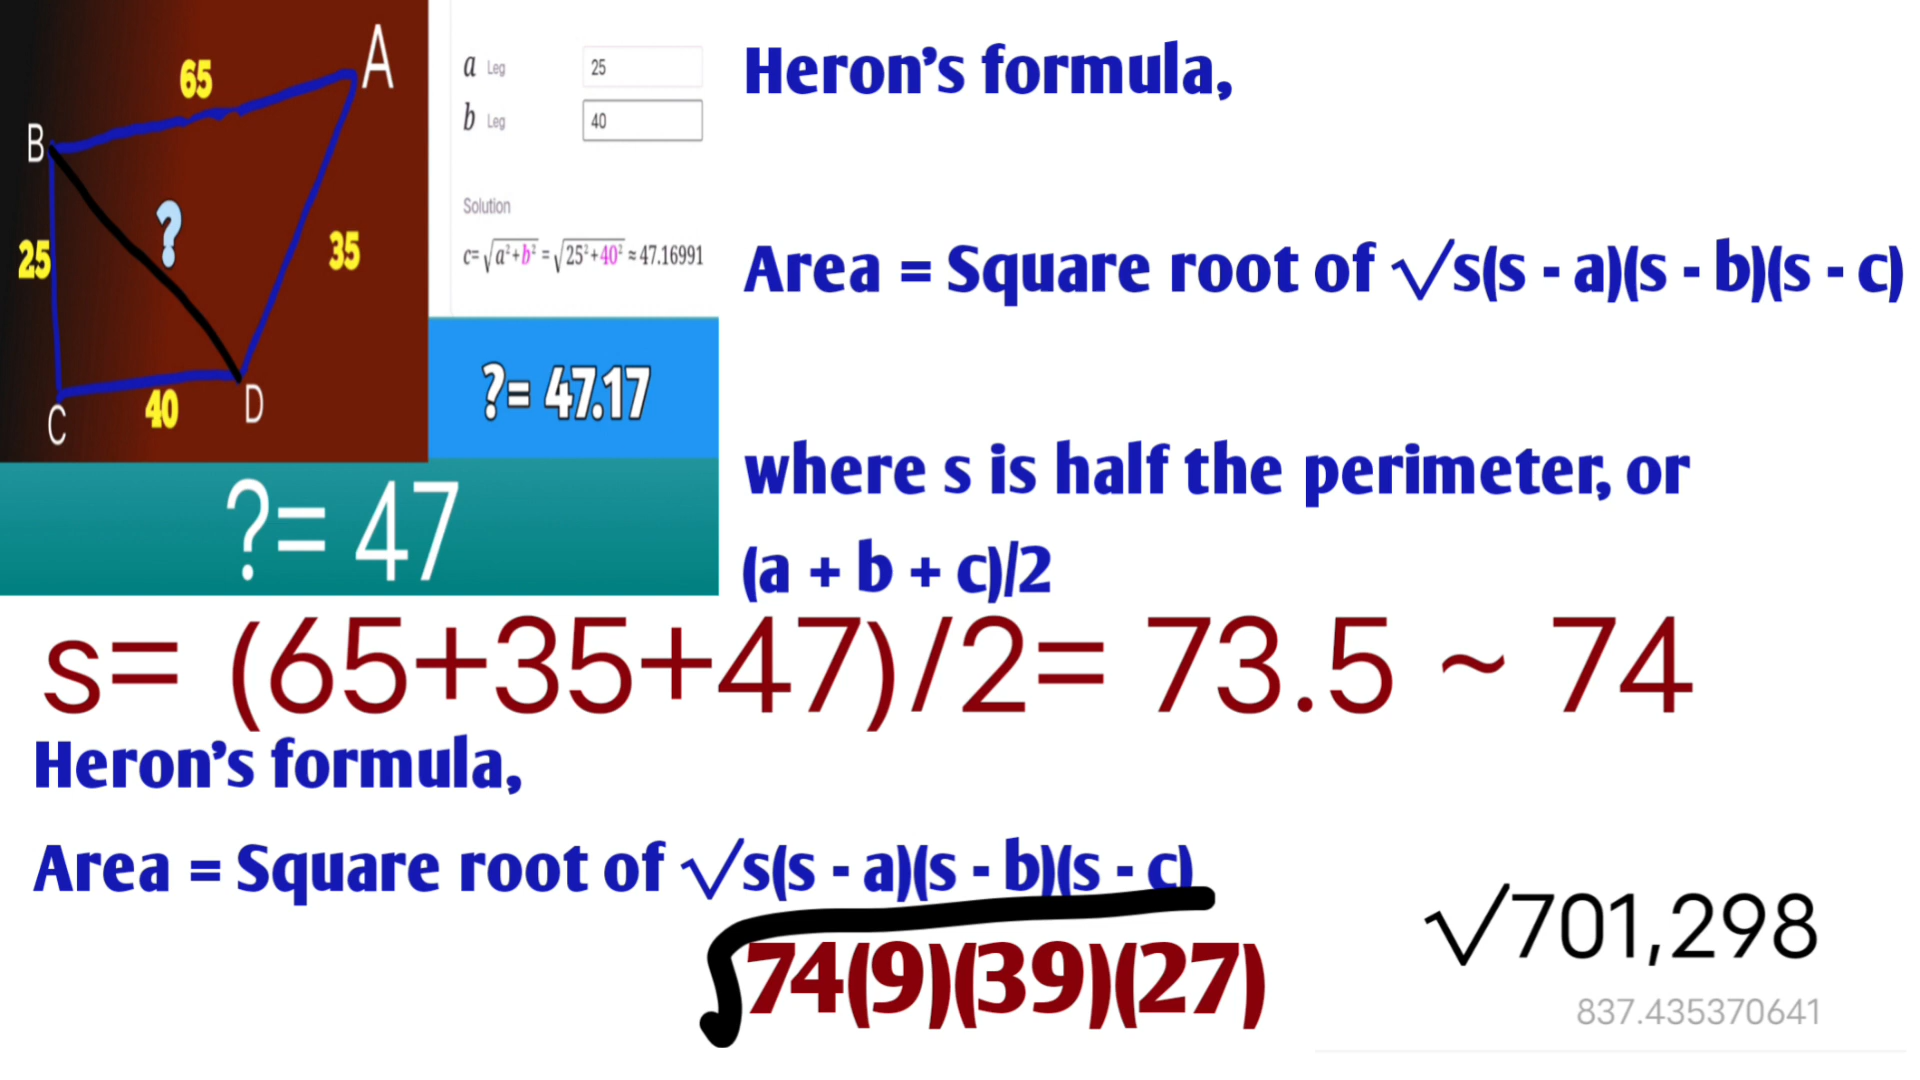 A
65
B
?
25
35
40
C
D
a Leg 25
b Leg 40
Solution
c= √a²+b² = √25²+40² ≈ 47.16991
?= 47.17
?= 47
Heron’s formula,
Area = Square root of √s(s - a)(s - b)(s - c)
where s is half the perimeter, or
(a + b + c)/2
s= (65+35+47)/2= 73.5 ~ 74
Heron’s formula,
Area = Square root of √s(s - a)(s - b)(s - c)
√74(9)(39)(27)
√701,298
837.435370641